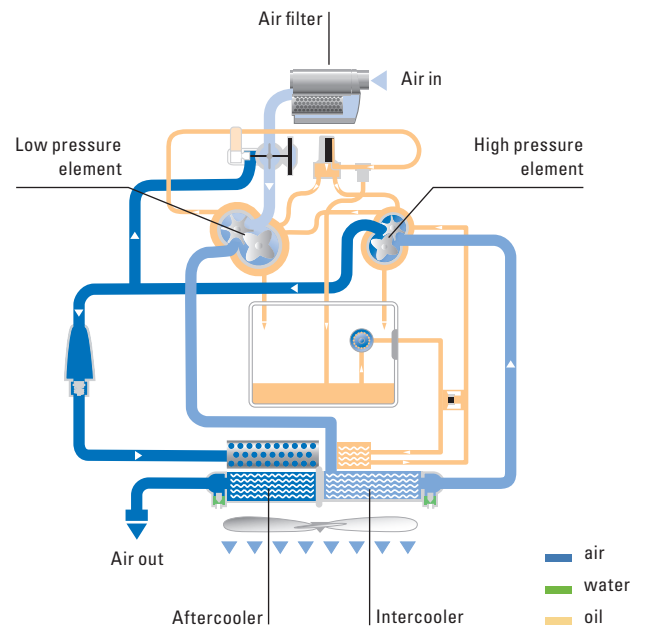 Air filter
Air in
Low pressure
element
High pressure
element
Air out
Aftercooler
Intercooler
air
water
oil